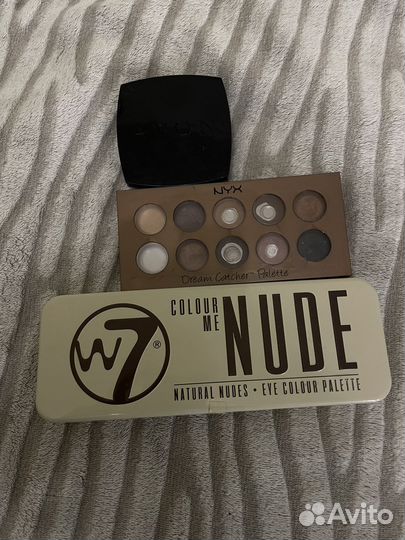 NYX
Dream Catcher Palette
W7®
COLOUR
ME
NUDE
NATURAL NUDES • EYE COLOUR PALETTE
Avito